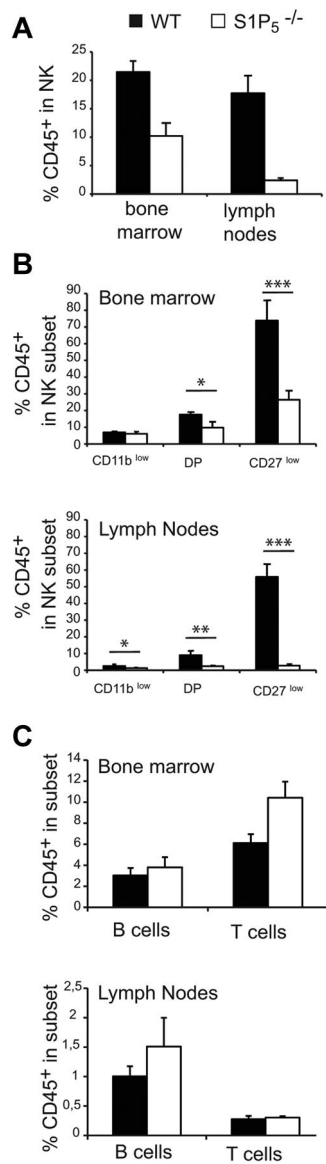 A
WT S1P5 -/-
% CD45+ in NK
25
20
15
10
5
0
bone marrow
lymph nodes
B
Bone marrow
% CD45+
in NK subset
90
80
70
60
50
40
30
20
10
0
*
***
CD11b low DP CD27 low
Lymph Nodes
% CD45+
in NK subset
90
80
70
60
50
40
30
20
10
0
*
**
***
CD11b low DP CD27 low
C
Bone marrow
% CD45+ in subset
14
12
10
8
6
4
2
0
B cells T cells
Lymph Nodes
% CD45+ in subset
2,5
2
1,5
1
0,5
0
B cells T cells